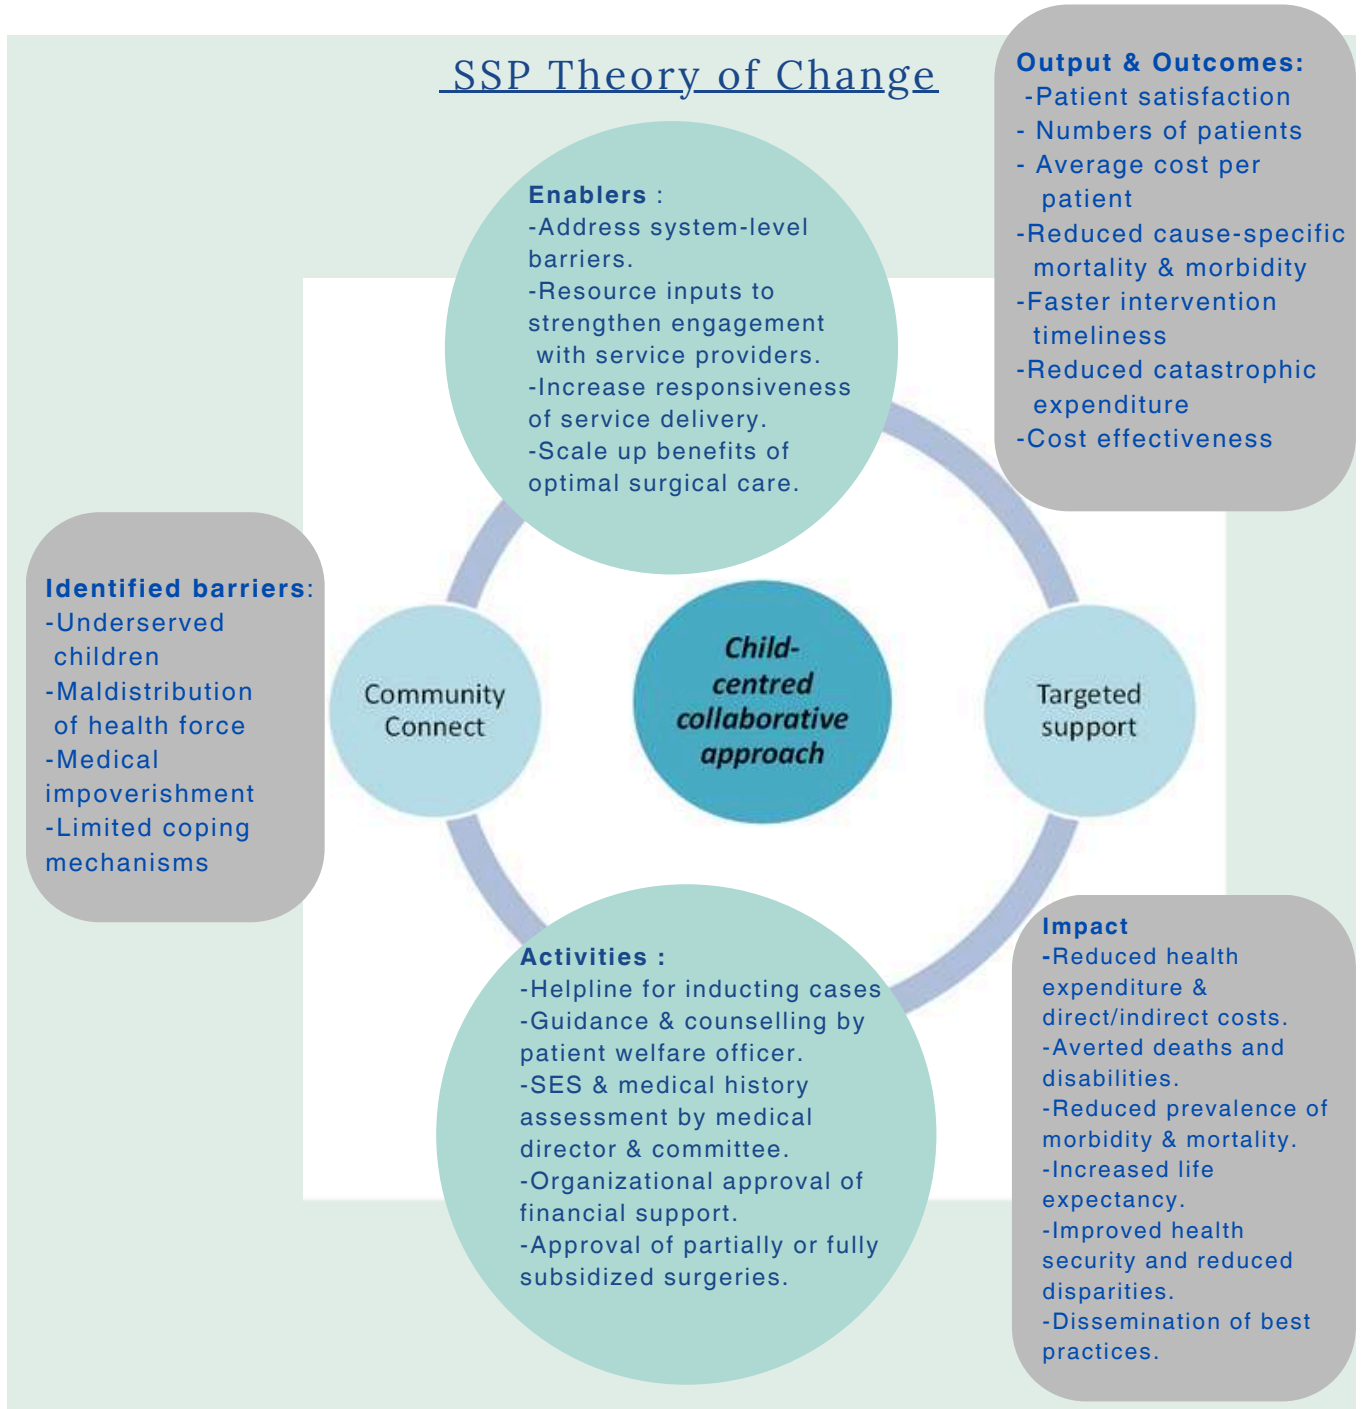 SSP Theory of Change
Output & Outcomes:
-Patient satisfaction
- Numbers of patients
- Average cost per
patient
-Reduced cause-specific
mortality & morbidity
-Faster intervention
timeliness
-Reduced catastrophic
expenditure
-Cost effectiveness
Enablers :
-Address system-level
barriers.
-Resource inputs to
strengthen engagement
with service providers.
-Increase responsiveness
of service delivery.
-Scale up benefits of
optimal surgical care.
Identified barriers:
-Underserved
children
-Maldistribution
of health force
-Medical
impoverishment
-Limited coping
mechanisms
Community
Connect
Child-
centred
collaborative
approach
Targeted
support
Activities :
-Helpline for inducting cases
-Guidance & counselling by
patient welfare officer.
-SES & medical history
assessment by medical
director & committee.
-Organizational approval of
financial support.
-Approval of partially or fully
subsidized surgeries.
Impact
-Reduced health
expenditure &
direct/indirect costs.
-Averted deaths and
disabilities.
-Reduced prevalence of
morbidity & mortality.
-Increased life
expectancy.
-Improved health
security and reduced
disparities.
-Dissemination of best
practices.